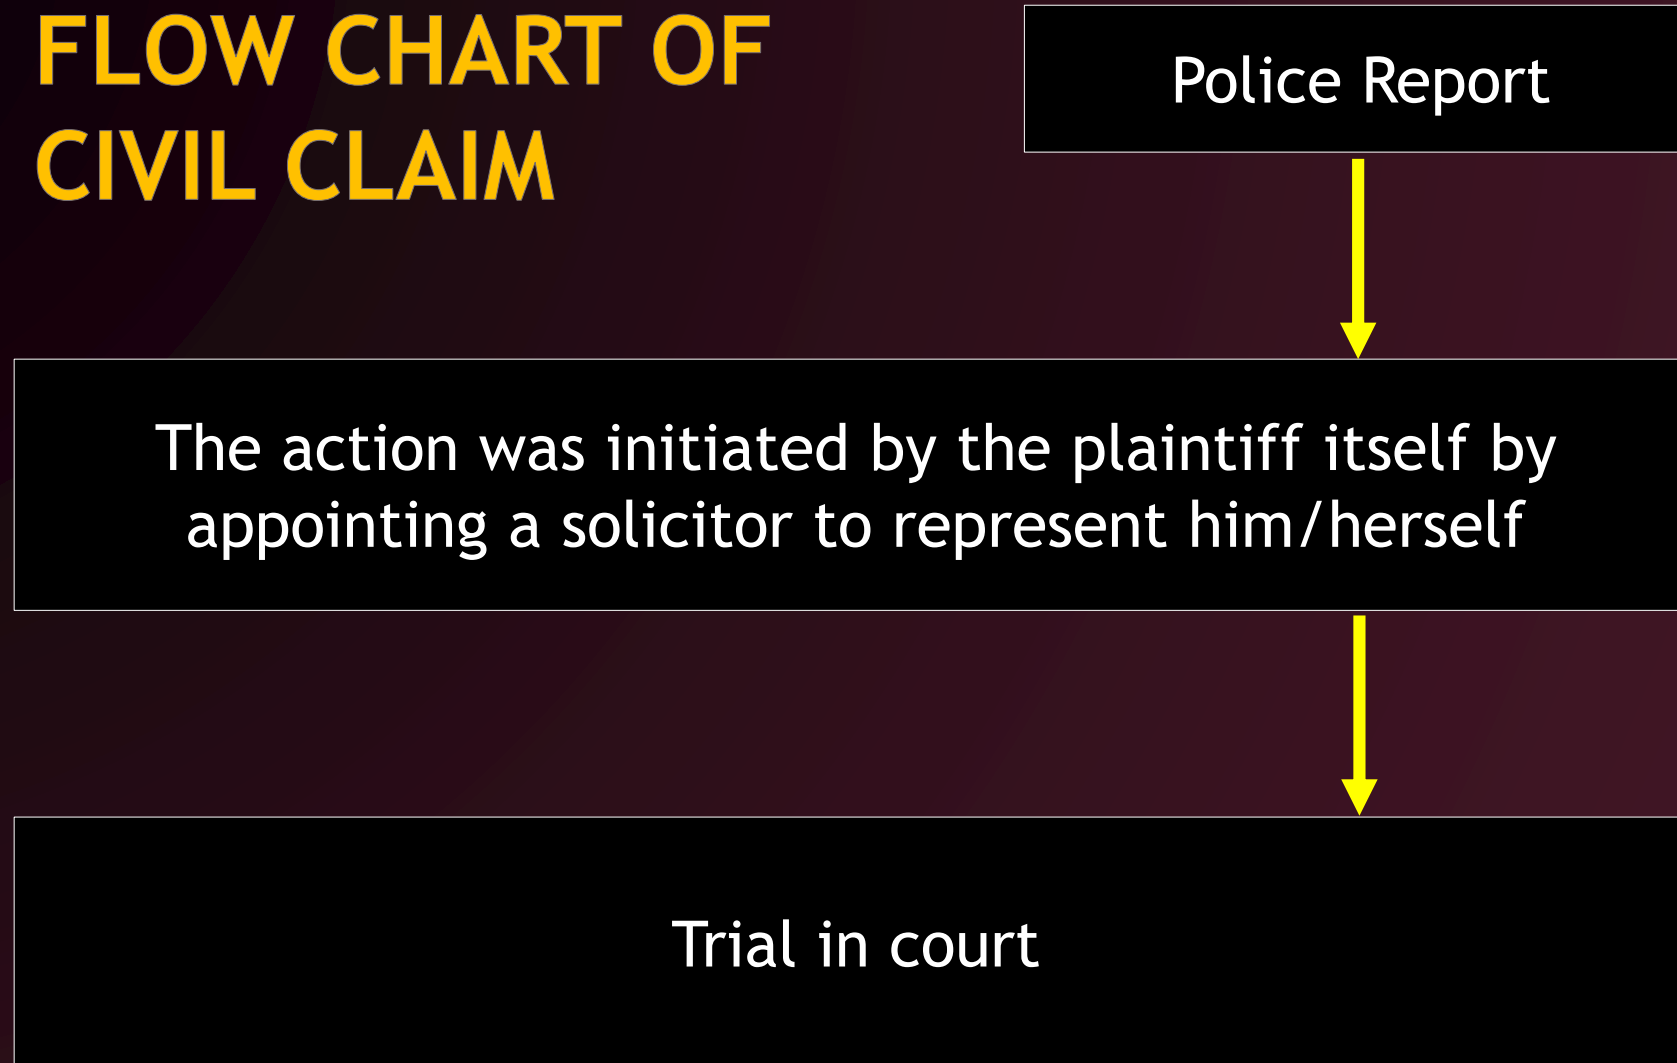 FLOW CHART OF
CIVIL CLAIM
Police Report
The action was initiated by the plaintiff itself by
appointing a solicitor to represent him/herself
Trial in court